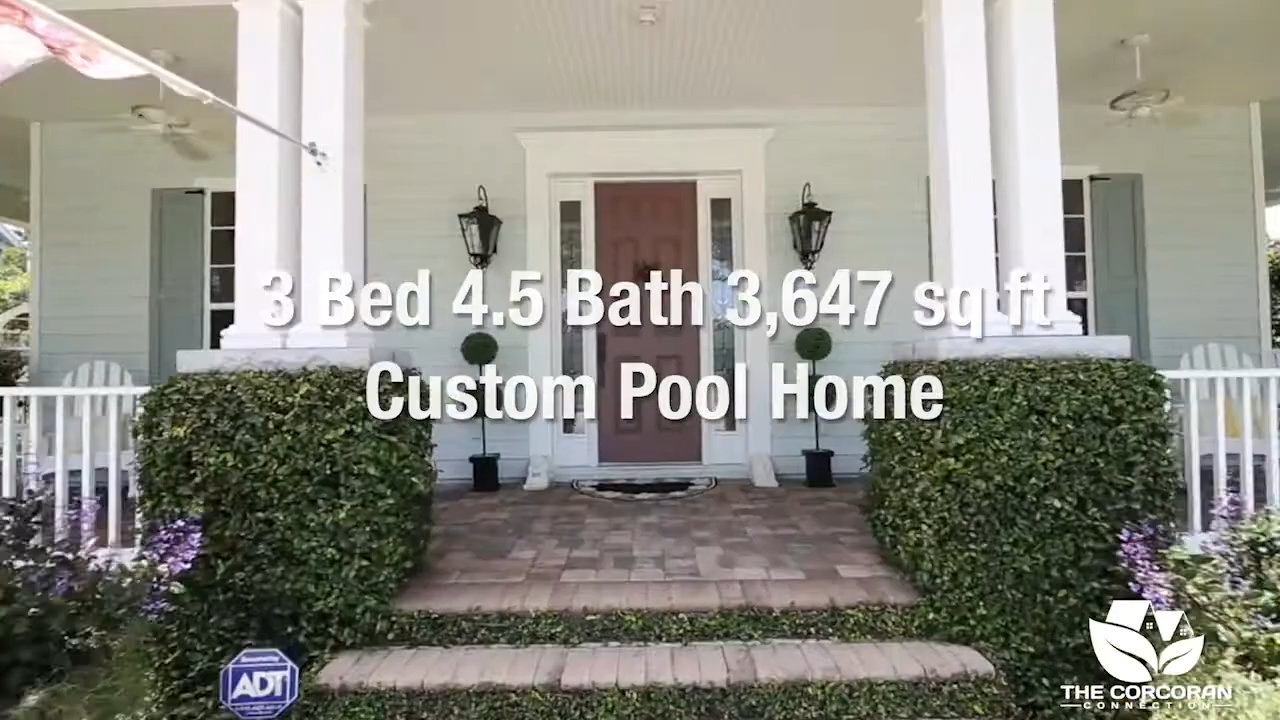 3 Bed 4.5 Bath 3,647 sq ft
Custom Pool Home
ADT
THE CORCORAN
CONNECTION